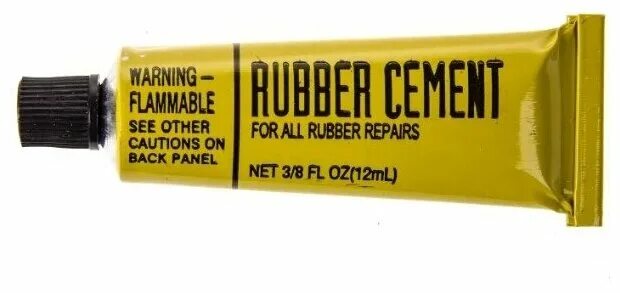 WARNING –
FLAMMABLE
SEE OTHER
CAUTIONS ON
BACK PANEL
RUBBER CEMENT
FOR ALL RUBBER REPAIRS
NET 3/8 FL OZ(12mL)